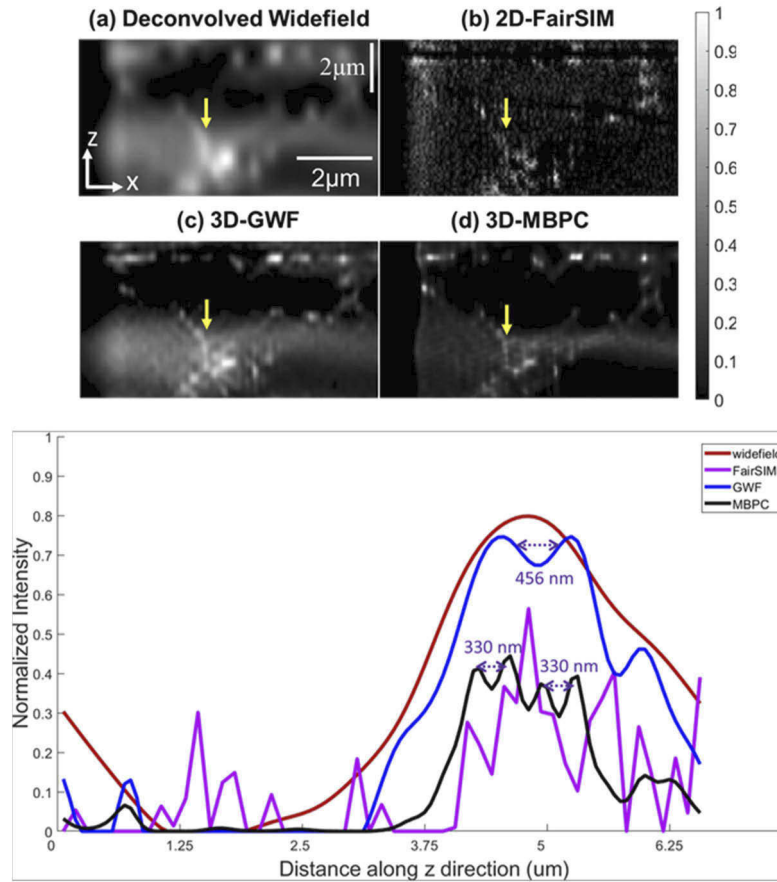 (a) Deconvolved Widefield
(b) 2D-FairSIM
2μm
z
x
2μm
(c) 3D-GWF
(d) 3D-MBPC
1
0.9
0.8
0.7
0.6
0.5
0.4
0.3
0.2
0.1
0
Normalized Intensity
1
0.9
0.8
0.7
0.6
0.5
0.4
0.3
0.2
0.1
0
widefield
FairSIM
GWF
MBPC
456 nm
330 nm
330 nm
0
1.25
2.5
3.75
5
6.25
Distance along z direction (um)